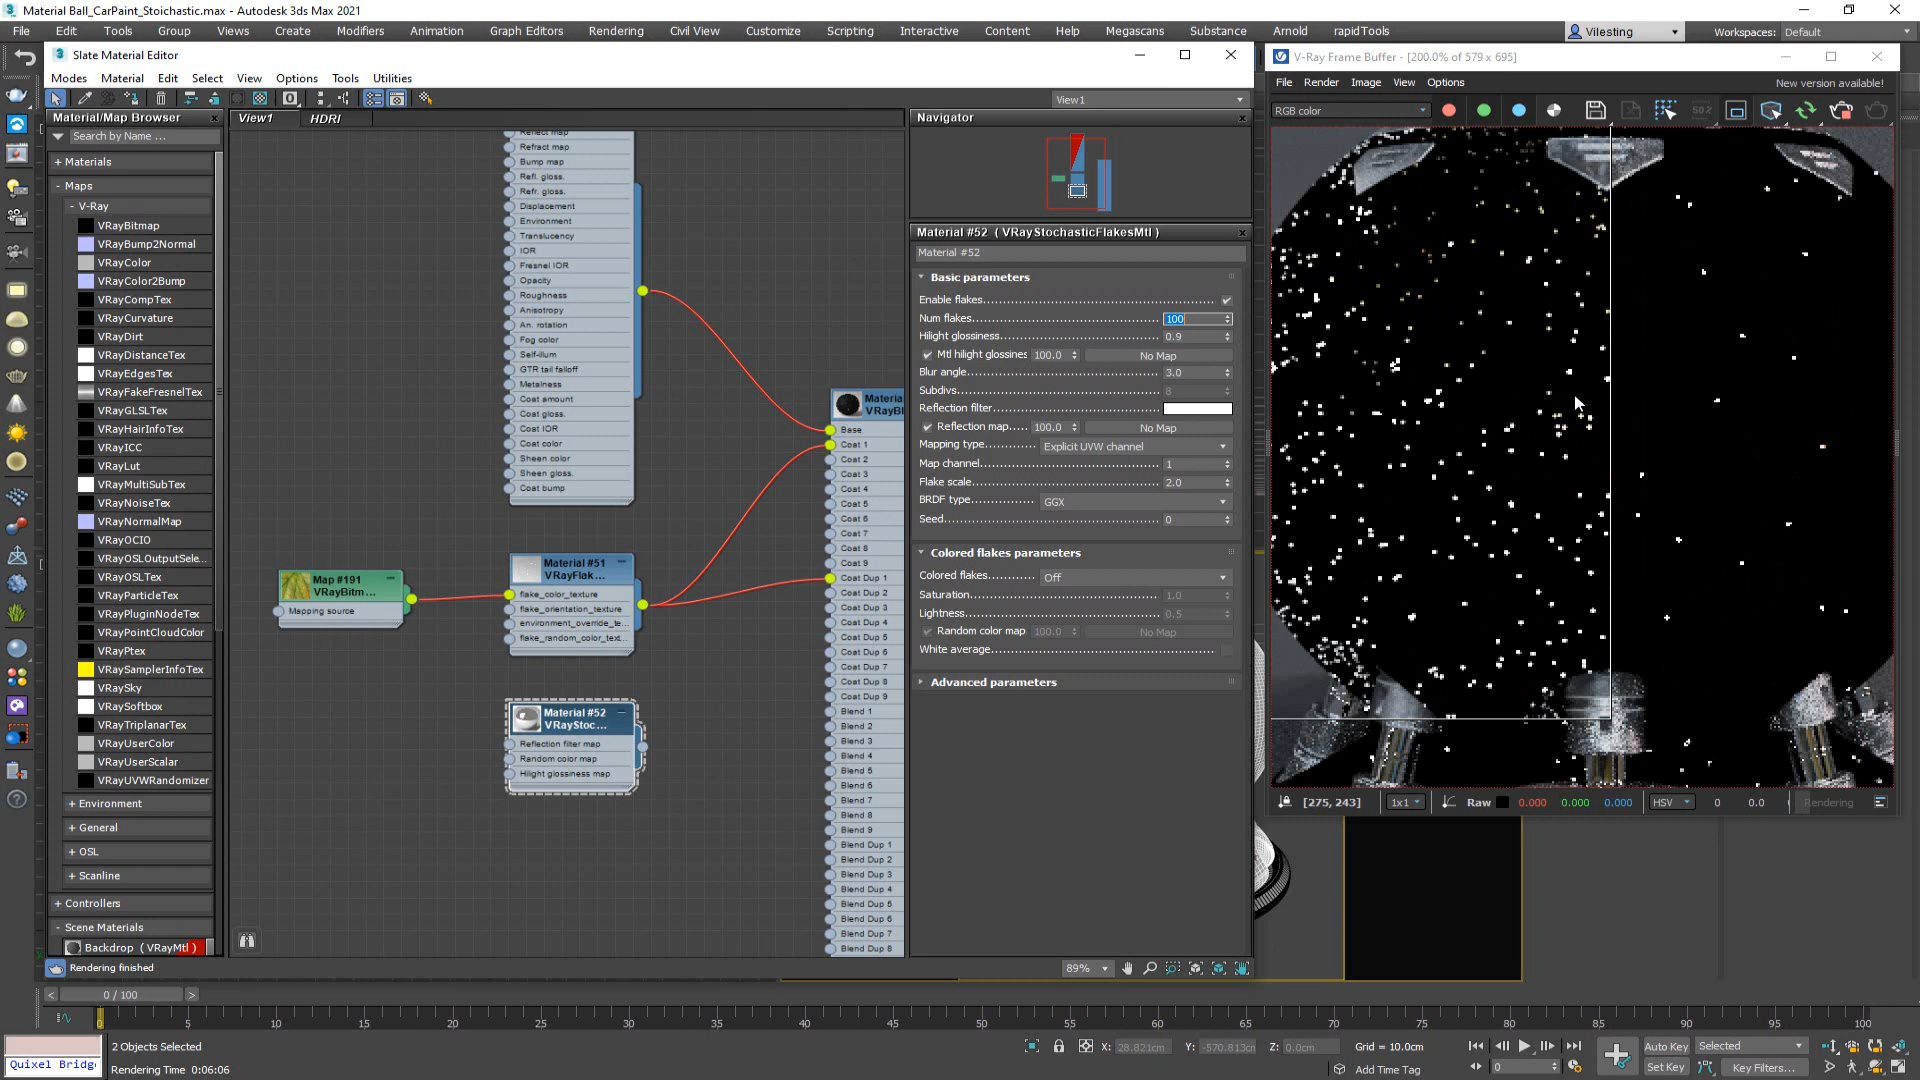 Material Ball_CarPaint_Stoichastic.max - Autodesk 3ds Max 2021
File Edit Tools Group Views Create Modifiers Animation Graph Editors Rendering Civil View Customize Scripting Interactive Content Help Megascans Substance Arnold rapidTools Vilesting Workspaces: Default
Slate Material Editor
Modes Material Edit Select View Options Tools Utilities
View1
Material/Map Browser
Search by Name ...
+ Materials
- Maps
- V-Ray
VRayBitmap
VRayBump2Normal
VRayColor
VRayColor2Bump
VRayCompTex
VRayCurvature
VRayDirt
VRayDistanceTex
VRayEdgesTex
VRayFakeFresnelTex
VRayGLSLTex
VRayHairInfoTex
VRayICC
VRayLut
VRayMultiSubTex
VRayNoiseTex
VRayNormalMap
VRayOCIO
VRayOSLOutputSele...
VRayOSLTex
VRayParticleTex
VRayPluginNodeTex
VRayPointCloudColor
VRayPtex
VRaySamplerInfoTex
VRaySky
VRaySoftbox
VRayTriplanarTex
VRayUserColor
VRayUserScalar
VRayUVWRandomizer
+ Environment
+ General
+ OSL
+ Scanline
+ Controllers
- Scene Materials
Backdrop ( VRayMtl )
Rendering finished
View1 HDRI
Reflect map
Refract map
Bump map
Refl. gloss.
Refr. gloss.
Displacement
Environment
Translucency
IOR
Fresnel IOR
Opacity
Roughness
Anisotropy
An. rotation
Fog color
Self-illum
GTR tail falloff
Metalness
Coat amount
Coat gloss.
Coat IOR
Coat color
Sheen color
Sheen gloss.
Coat bump
Map #191
VRayBitm...
Mapping source
Material #51
VRayFlak...
flake_color_texture
flake_orientation_texture
environment_override_te...
flake_random_color_text...
Material #52
VRayStoc...
Reflection filter map
Random color map
Hilight glossiness map
Materia
VRayBl
Base
Coat 1
Coat 2
Coat 3
Coat 4
Coat 5
Coat 6
Coat 7
Coat 8
Coat 9
Coat Dup 1
Coat Dup 2
Coat Dup 3
Coat Dup 4
Coat Dup 5
Coat Dup 6
Coat Dup 7
Coat Dup 8
Coat Dup 9
Blend 1
Blend 2
Blend 3
Blend 4
Blend 5
Blend 6
Blend 7
Blend 8
Blend 9
Blend Dup 1
Blend Dup 2
Blend Dup 3
Blend Dup 4
Blend Dup 5
Blend Dup 6
Blend Dup 7
Blend Dup 8
Navigator
Material #52 ( VRayStochasticFlakesMtl )
Material #52
Basic parameters
Enable flakes
Num flakes 100
Hilight glossiness 0.9
Mtl hilight glossines 100.0 No Map
Blur angle 3.0
Subdivs 8
Reflection filter
Reflection map 100.0 No Map
Mapping type Explicit UVW channel
Map channel 1
Flake scale 2.0
BRDF type GGX
Seed 0
Colored flakes parameters
Colored flakes Off
Saturation 1.0
Lightness 0.5
Random color map 100.0 No Map
White average
Advanced parameters
89%
V-Ray Frame Buffer - [200.0% of 579 x 695]
File Render Image View Options New version available!
RGB color
[275, 243] 1x1 Raw 0.000 0.000 0.000 HSV 0 0.0 Rendering
< 0 / 100 >
0 5 10 15 20 25 30 35 40 45 50 55 60 65 70 75 80 85 90 95 100
2 Objects Selected
X: 28.821cm Y: -570.813cm Z: 0.0cm Grid = 10.0cm
Auto Key Selected
Quixel Bridg
Rendering Time 0:06:06
Add Time Tag
0
Set Key Key Filters...